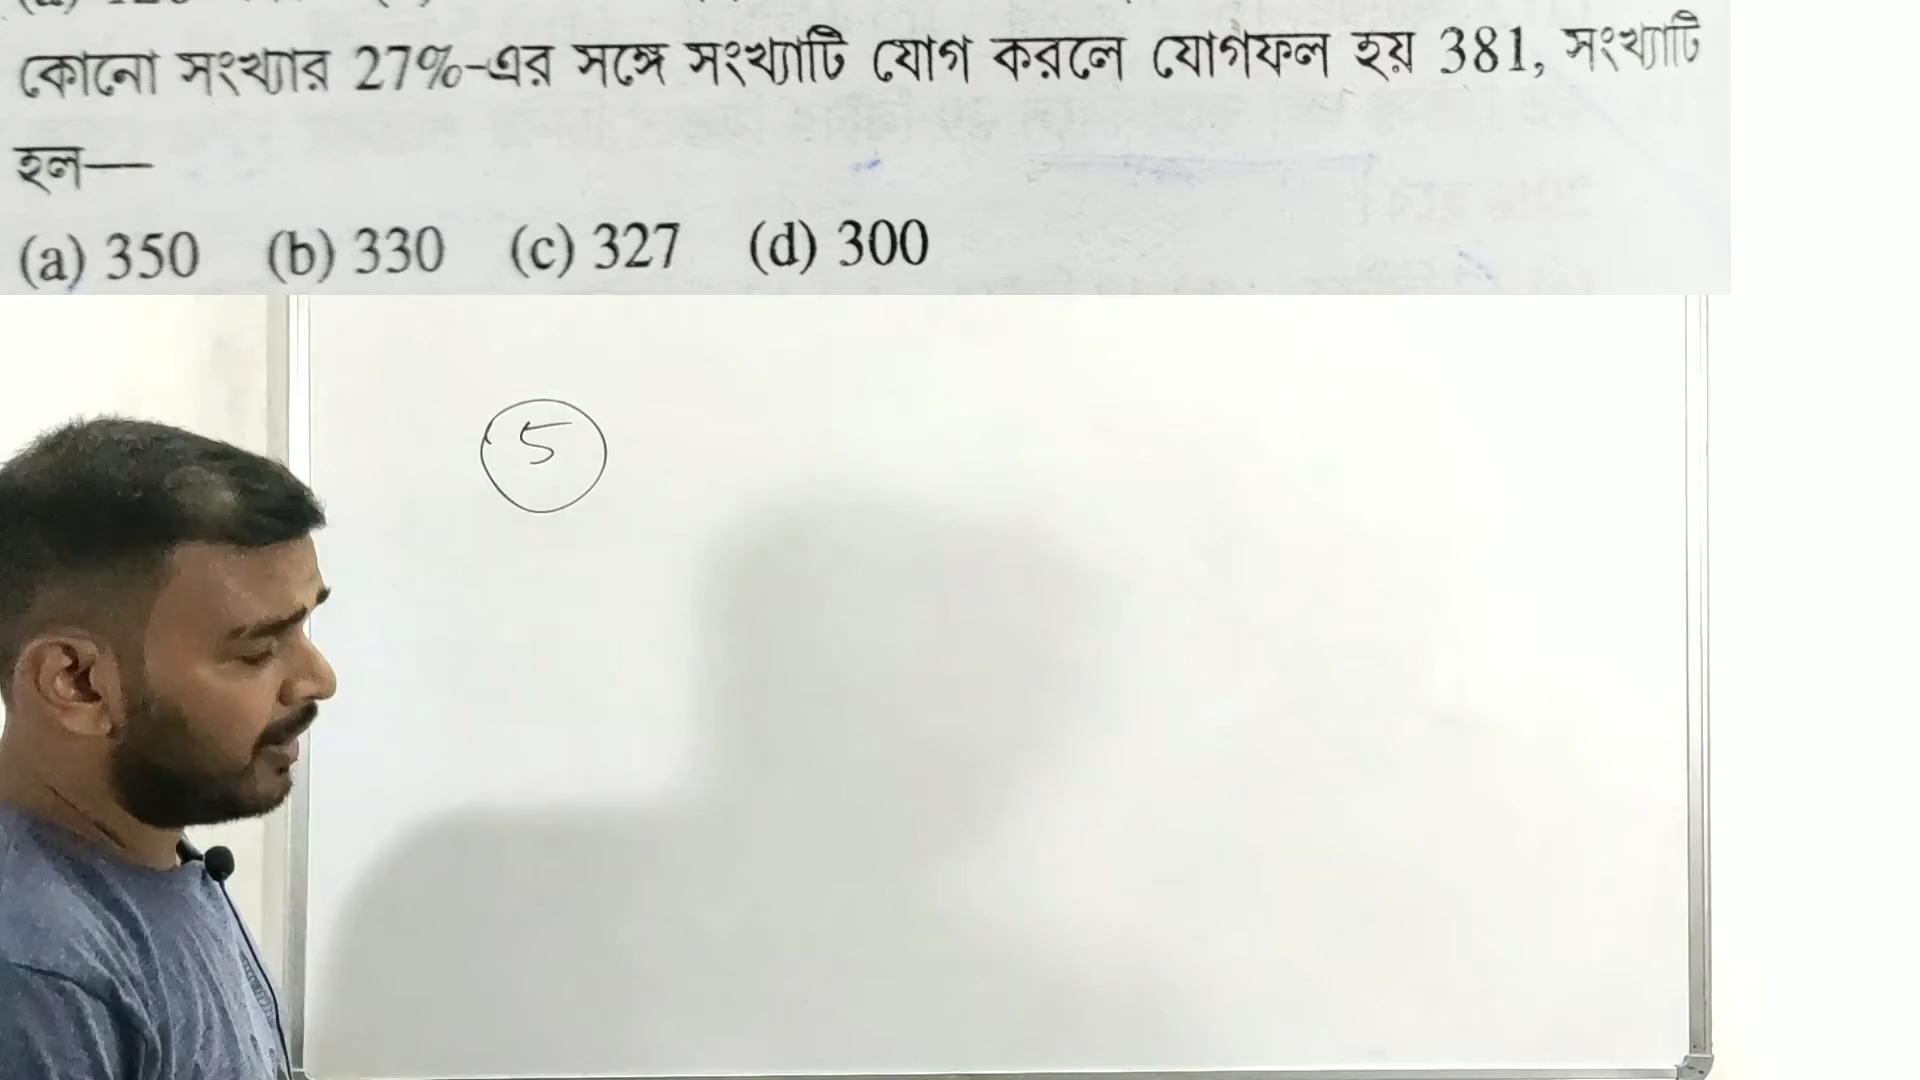 কোনো সংখ্যার 27%-এর সঙ্গে সংখ্যাটি যোগ করলে যোগফল হয় 381, সংখ্যাটি
হল—
(a) 350 (b) 330 (c) 327 (d) 300
5